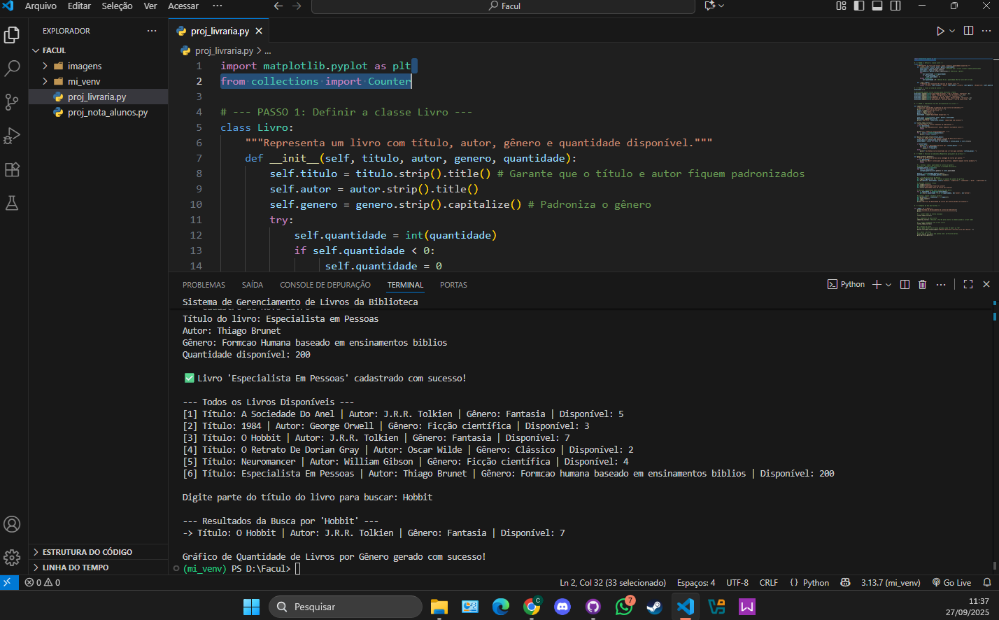 Arquivo Editar Seleção Ver Acessar ··· Facul
EXPLORADOR ···
FACUL
imagens
mi_venv
proj_livraria.py
proj_nota_alunos.py
ESTRUTURA DO CÓDIGO
LINHA DO TEMPO
proj_livraria.py
proj_livraria.py > ...
1 import matplotlib.pyplot as plt
2 from collections import Counter
3
4 # --- PASSO 1: Definir a classe Livro ---
5 class Livro:
6 """Representa um livro com título, autor, gênero e quantidade disponível."""
7 def __init__(self, titulo, autor, genero, quantidade):
8 self.titulo = titulo.strip().title() # Garante que o título e autor fiquem padronizados
9 self.autor = autor.strip().title()
10 self.genero = genero.strip().capitalize() # Padroniza o gênero
11 try:
12 self.quantidade = int(quantidade)
13 if self.quantidade < 0:
14 self.quantidade = 0
PROBLEMAS SAÍDA CONSOLE DE DEPURAÇÃO TERMINAL PORTAS Python
Sistema de Gerenciamento de Livros da Biblioteca
Título do livro: Especialista em Pessoas
Autor: Thiago Brunet
Gênero: Formcao Humana baseado em ensinamentos biblios
Quantidade disponível: 200
✅ Livro 'Especialista Em Pessoas' cadastrado com sucesso!
--- Todos os Livros Disponíveis ---
[1] Título: A Sociedade Do Anel | Autor: J.R.R. Tolkien | Gênero: Fantasia | Disponível: 5
[2] Título: 1984 | Autor: George Orwell | Gênero: Ficção científica | Disponível: 3
[3] Título: O Hobbit | Autor: J.R.R. Tolkien | Gênero: Fantasia | Disponível: 7
[4] Título: O Retrato De Dorian Gray | Autor: Oscar Wilde | Gênero: Clássico | Disponível: 2
[5] Título: Neuromancer | Autor: William Gibson | Gênero: Ficção científica | Disponível: 4
[6] Título: Especialista Em Pessoas | Autor: Thiago Brunet | Gênero: Formcao humana baseado em ensinamentos biblios | Disponível: 200
Digite parte do título do livro para buscar: Hobbit
--- Resultados da Busca por 'Hobbit' ---
-> Título: O Hobbit | Autor: J.R.R. Tolkien | Gênero: Fantasia | Disponível: 7
Gráfico de Quantidade de Livros por Gênero gerado com sucesso!
(mi_venv) PS D:\Facul>
0 0 Ln 2, Col 32 (33 selecionado) Espaços: 4 UTF-8 CRLF {} Python 3.13.7 (mi_venv) Go Live
Pesquisar
C
7
11:37
27/09/2025